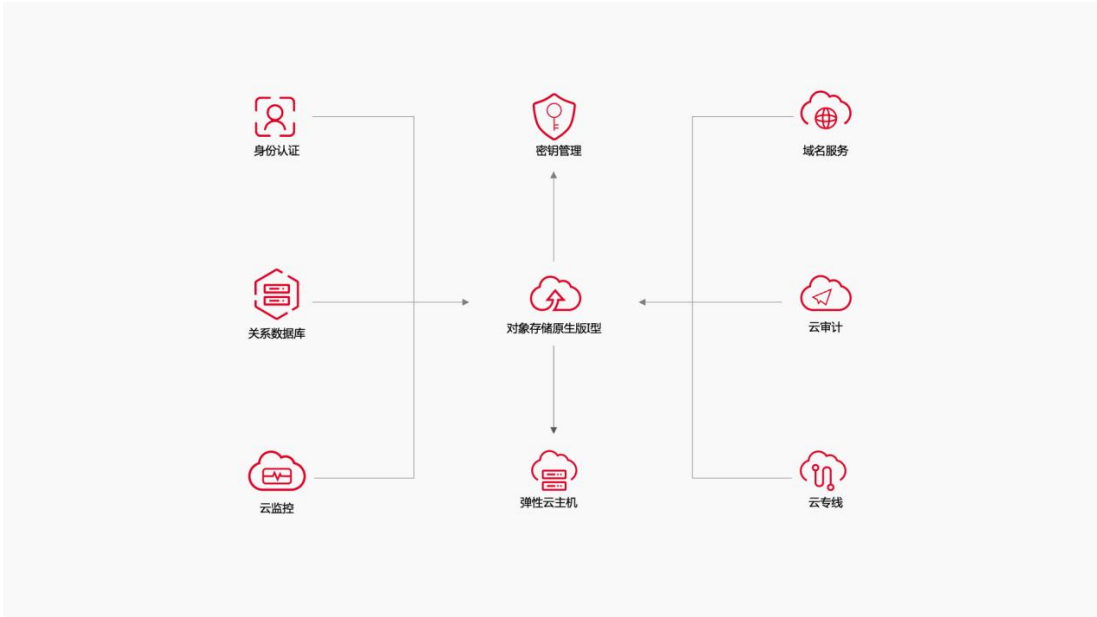 身份认证
密钥管理
域名服务
关系数据库
对象存储原生版I型
云审计
云监控
弹性云主机
云专线